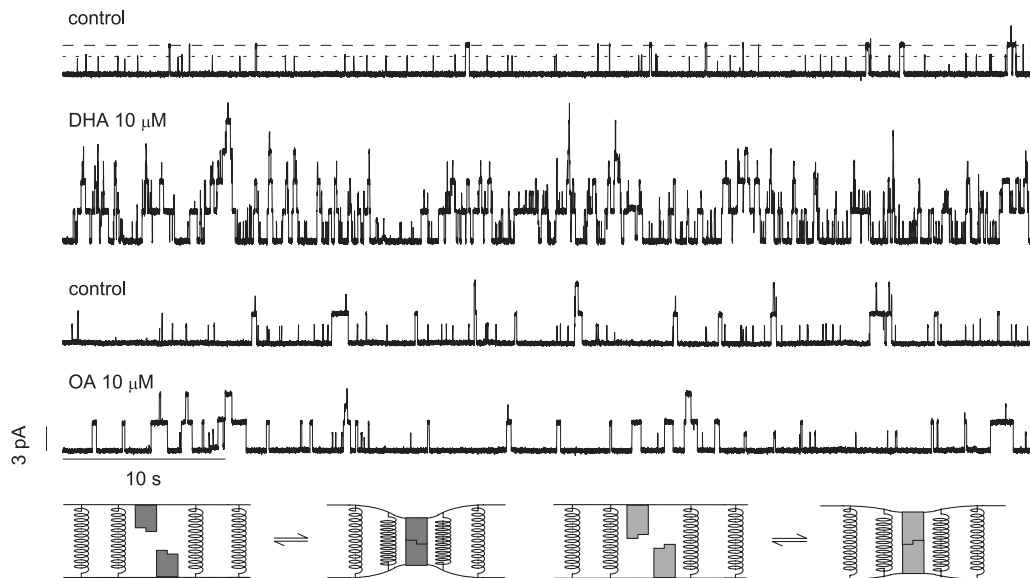 control
DHA 10 μM
control
OA 10 μM
3 pA
10 s